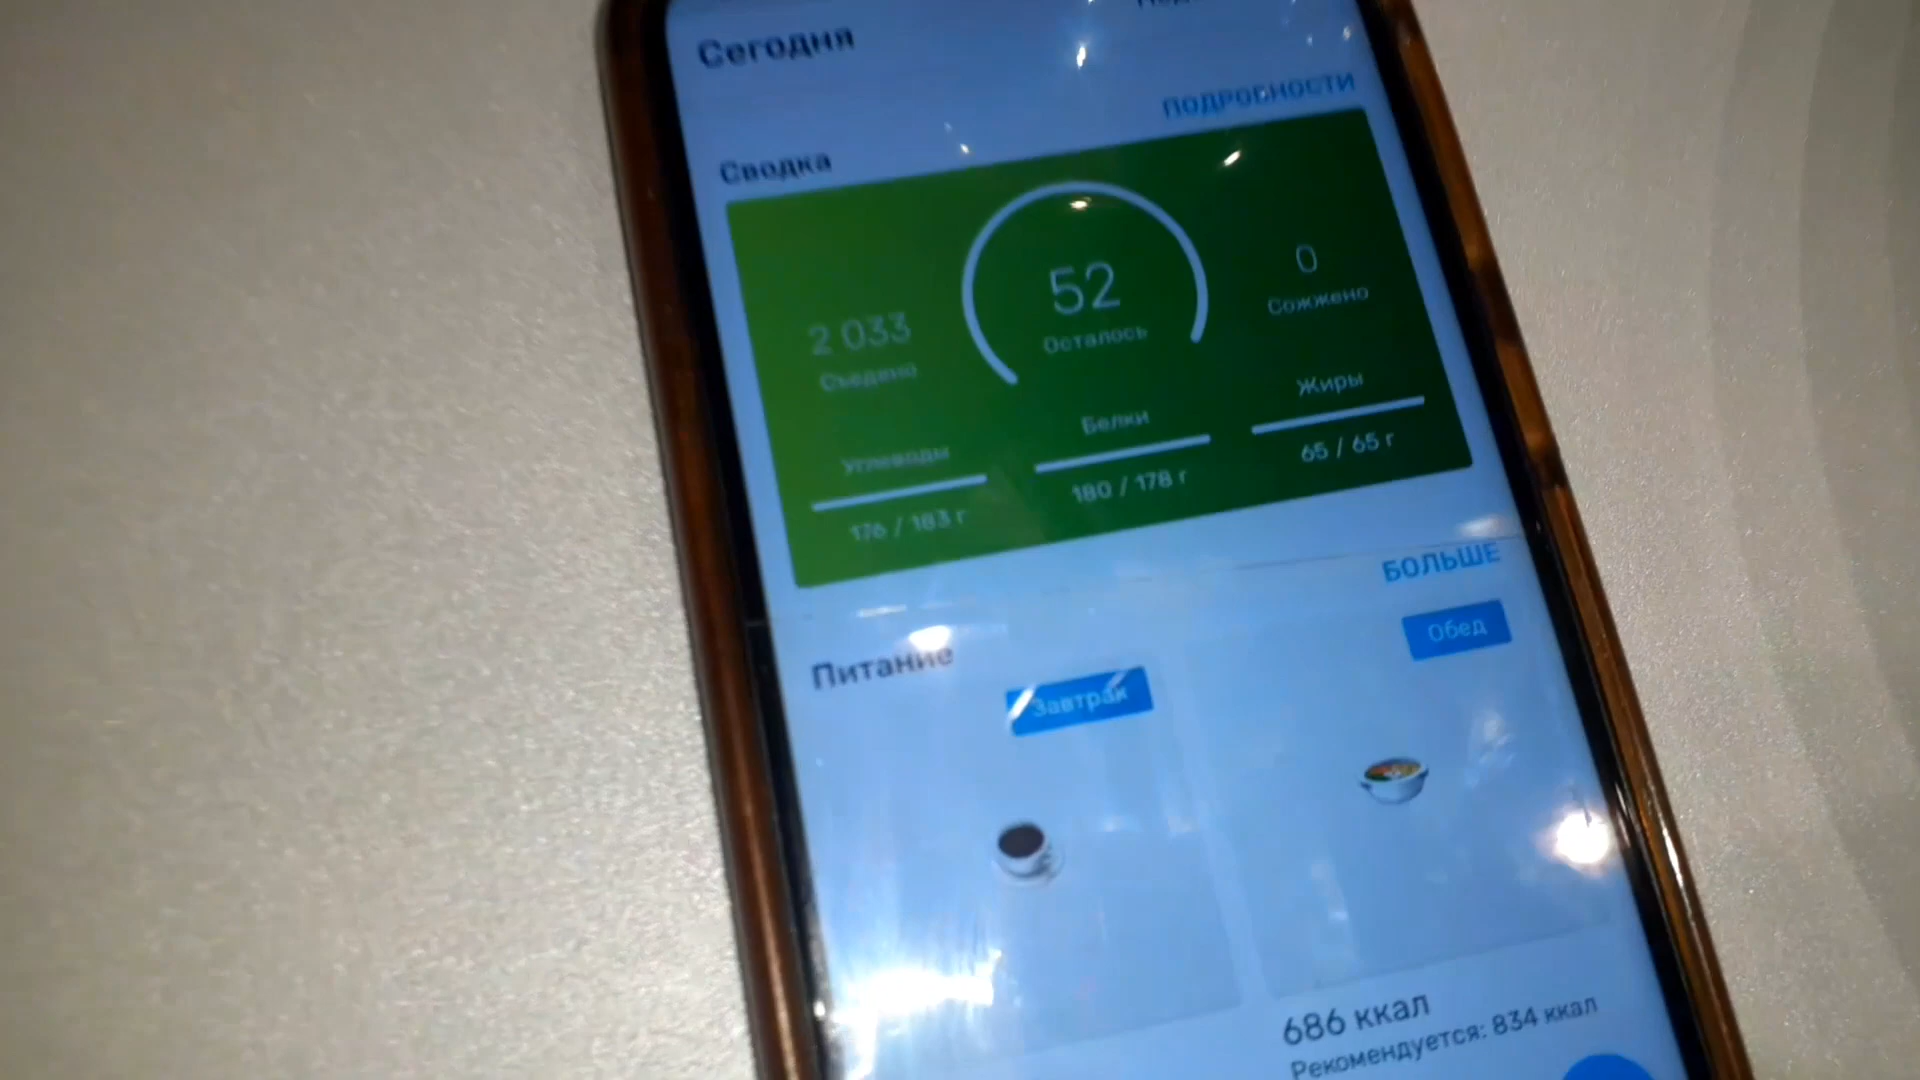 Сегодня
ПОДРОБНОСТИ
Сводка
2 033
Съедено
52
Осталось
0
Сожжено
Углеводы
176 / 183 г
Белки
180 / 178 г
Жиры
65 / 65 г
БОЛЬШЕ
Питание
Завтрак
Обед
686 ккал
Рекомендуется: 834 ккал